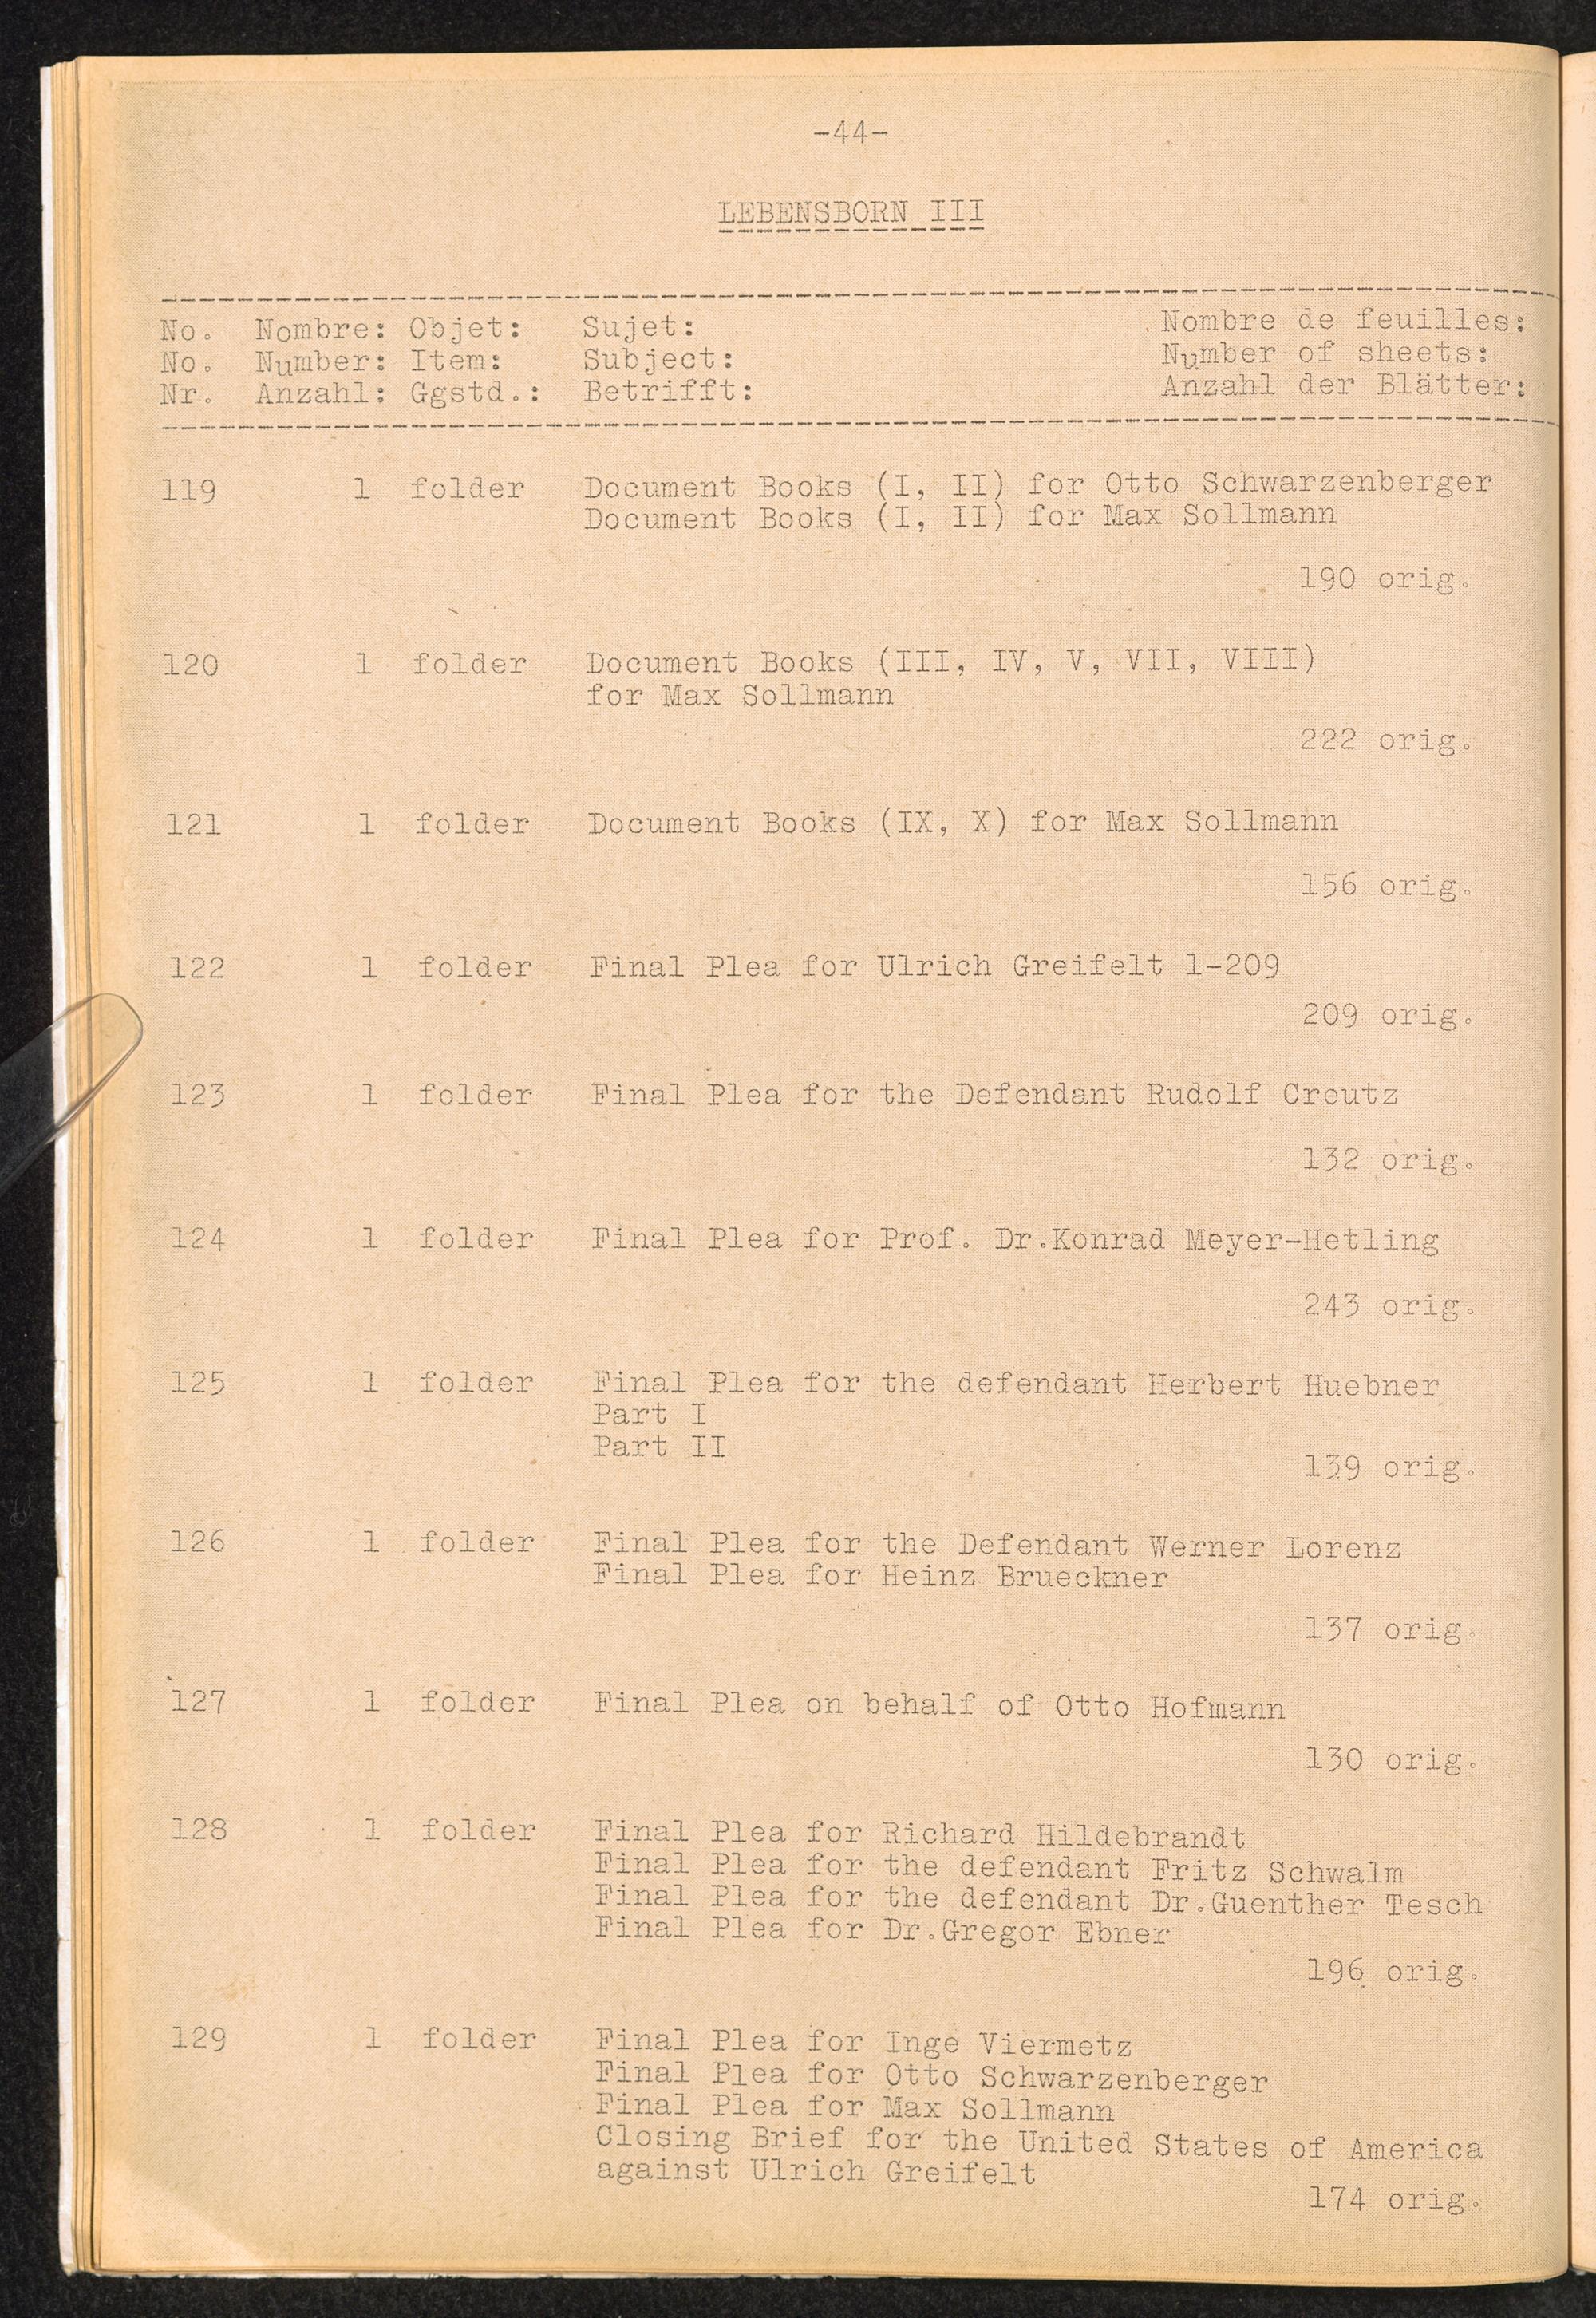 -44-
LEBENSBORN III
No. Nombre: Objet: Sujet: Nombre de feuilles:
No. Number: Item: Subject: Number of sheets:
Nr. Anzahl: Ggstd.: Betrifft: Anzahl der Blätter:
119 1 folder Document Books (I, II) for Otto Schwarzenberger
Document Books (I, II) for Max Sollmann
190 orig.
120 1 folder Document Books (III, IV, V, VII, VIII)
for Max Sollmann
222 orig.
121 1 folder Document Books (IX, X) for Max Sollmann
156 orig.
122 1 folder Final Plea for Ulrich Greifelt 1-209
209 orig.
123 1 folder Final Plea for the Defendant Rudolf Creutz
132 orig.
124 1 folder Final Plea for Prof. Dr.Konrad Meyer-Hetling
243 orig.
125 1 folder Final Plea for the defendant Herbert Huebner
Part I
Part II
139 orig.
126 1 folder Final Plea for the Defendant Werner Lorenz
Final Plea for Heinz Brueckner
137 orig.
127 1 folder Final Plea on behalf of Otto Hofmann
130 orig.
128 1 folder Final Plea for Richard Hildebrandt
Final Plea for the defendant Fritz Schwalm
Final Plea for the defendant Dr.Guenther Tesch
Final Plea for Dr.Gregor Ebner
196 orig.
129 1 folder Final Plea for Inge Viermetz
Final Plea for Otto Schwarzenberger
Final Plea for Max Sollmann
Closing Brief for the United States of America
against Ulrich Greifelt
174 orig.